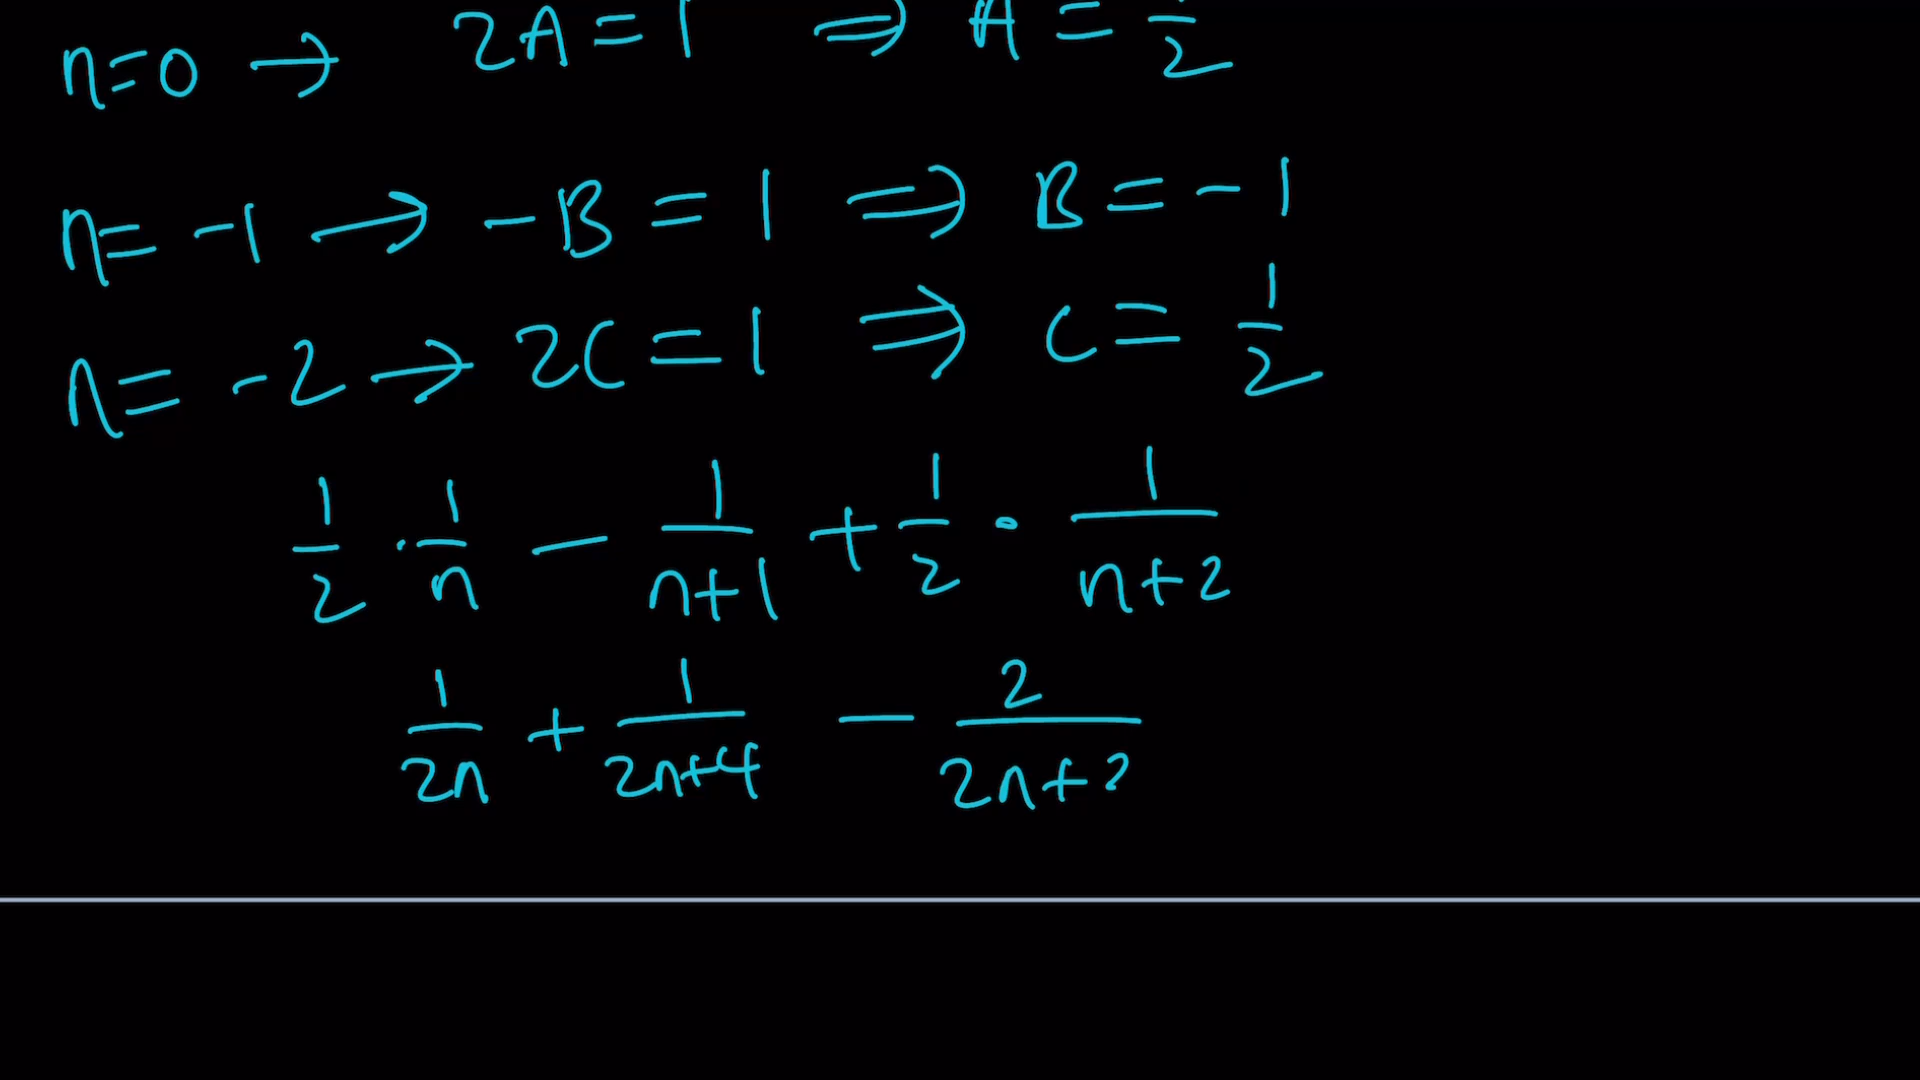 n=0 → 2A=1 ⇒ A=1/2
n=-1 → -B=1 ⇒ B=-1
n=-2 → 2C=1 ⇒ C=1/2
1/2 · 1/n - 1/(n+1) + 1/2 · 1/(n+2)
1/(2n) + 1/(2n+4) - 2/(2n+2)